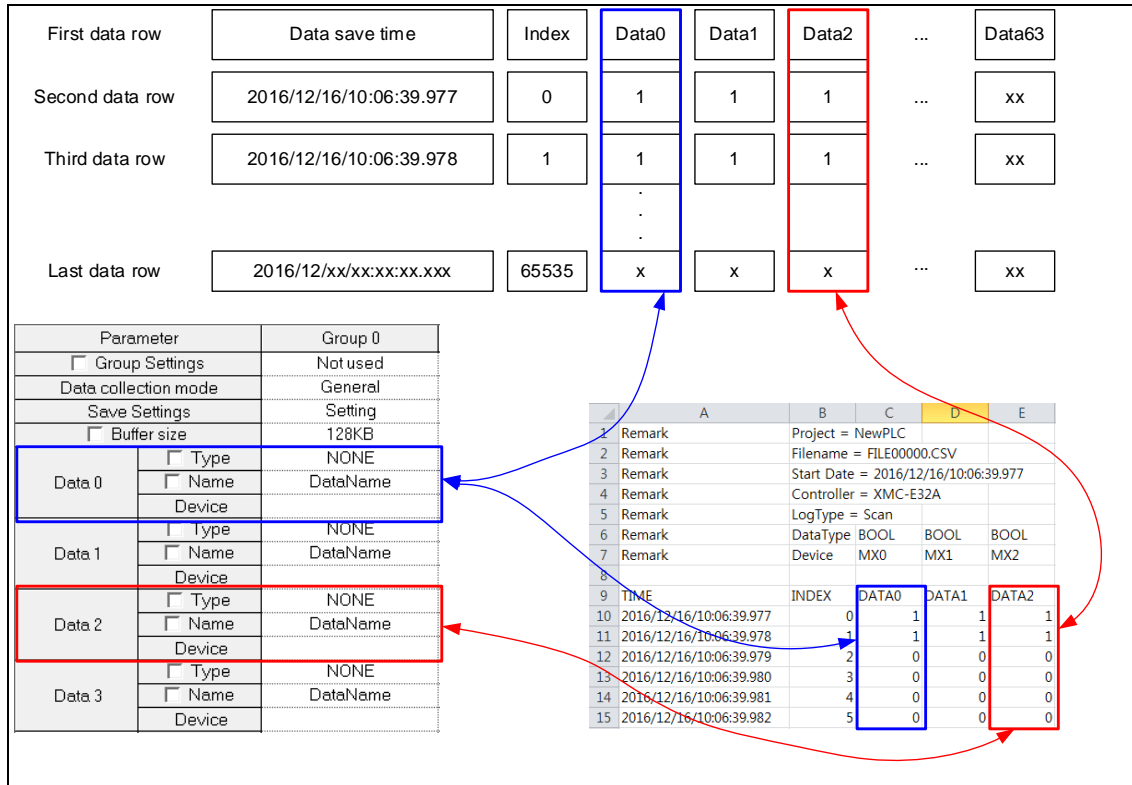 First data row Data save time Index Data0 Data1 Data2 ... Data63
Second data row 2016/12/16/10:06:39.977 0 1 1 1 ... xx
Third data row 2016/12/16/10:06:39.978 1 1 1 1 ... xx
.
.
.
Last data row 2016/12/xx/xx:xx:xx.xxx 65535 x x x ... xx
Parameter Group 0
Group Settings Not used
Data collection mode General
Save Settings Setting
Buffer size 128KB
Data 0 Type NONE
Name DataName
Device
Data 1 Type NONE
Name DataName
Device
Data 2 Type NONE
Name DataName
Device
Data 3 Type NONE
Name DataName
Device
A B C D E
1 Remark Project = NewPLC
2 Remark Filename = FILE00000.CSV
3 Remark Start Date = 2016/12/16/10:06:39.977
4 Remark Controller = XMC-E32A
5 Remark LogType = Scan
6 Remark DataType BOOL BOOL BOOL
7 Remark Device MX0 MX1 MX2
8
9 TIME INDEX DATA0 DATA1 DATA2
10 2016/12/16/10:06:39.977 0 1 1 1
11 2016/12/16/10:06:39.978 1 1 1 1
12 2016/12/16/10:06:39.979 2 0 0 0
13 2016/12/16/10:06:39.980 3 0 0 0
14 2016/12/16/10:06:39.981 4 0 0 0
15 2016/12/16/10:06:39.982 5 0 0 0